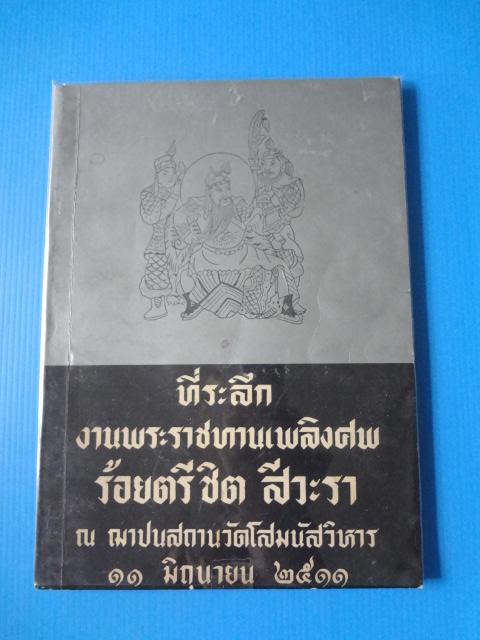 ที่ระลึก
งานพระราชทานเพลิงศพ
ร้อยตรี ชิต สีวะรา
ณ ฌาปนสถานวัดโสมนัสวิหาร
๑๑ มิถุนายน ๒๕๑๑